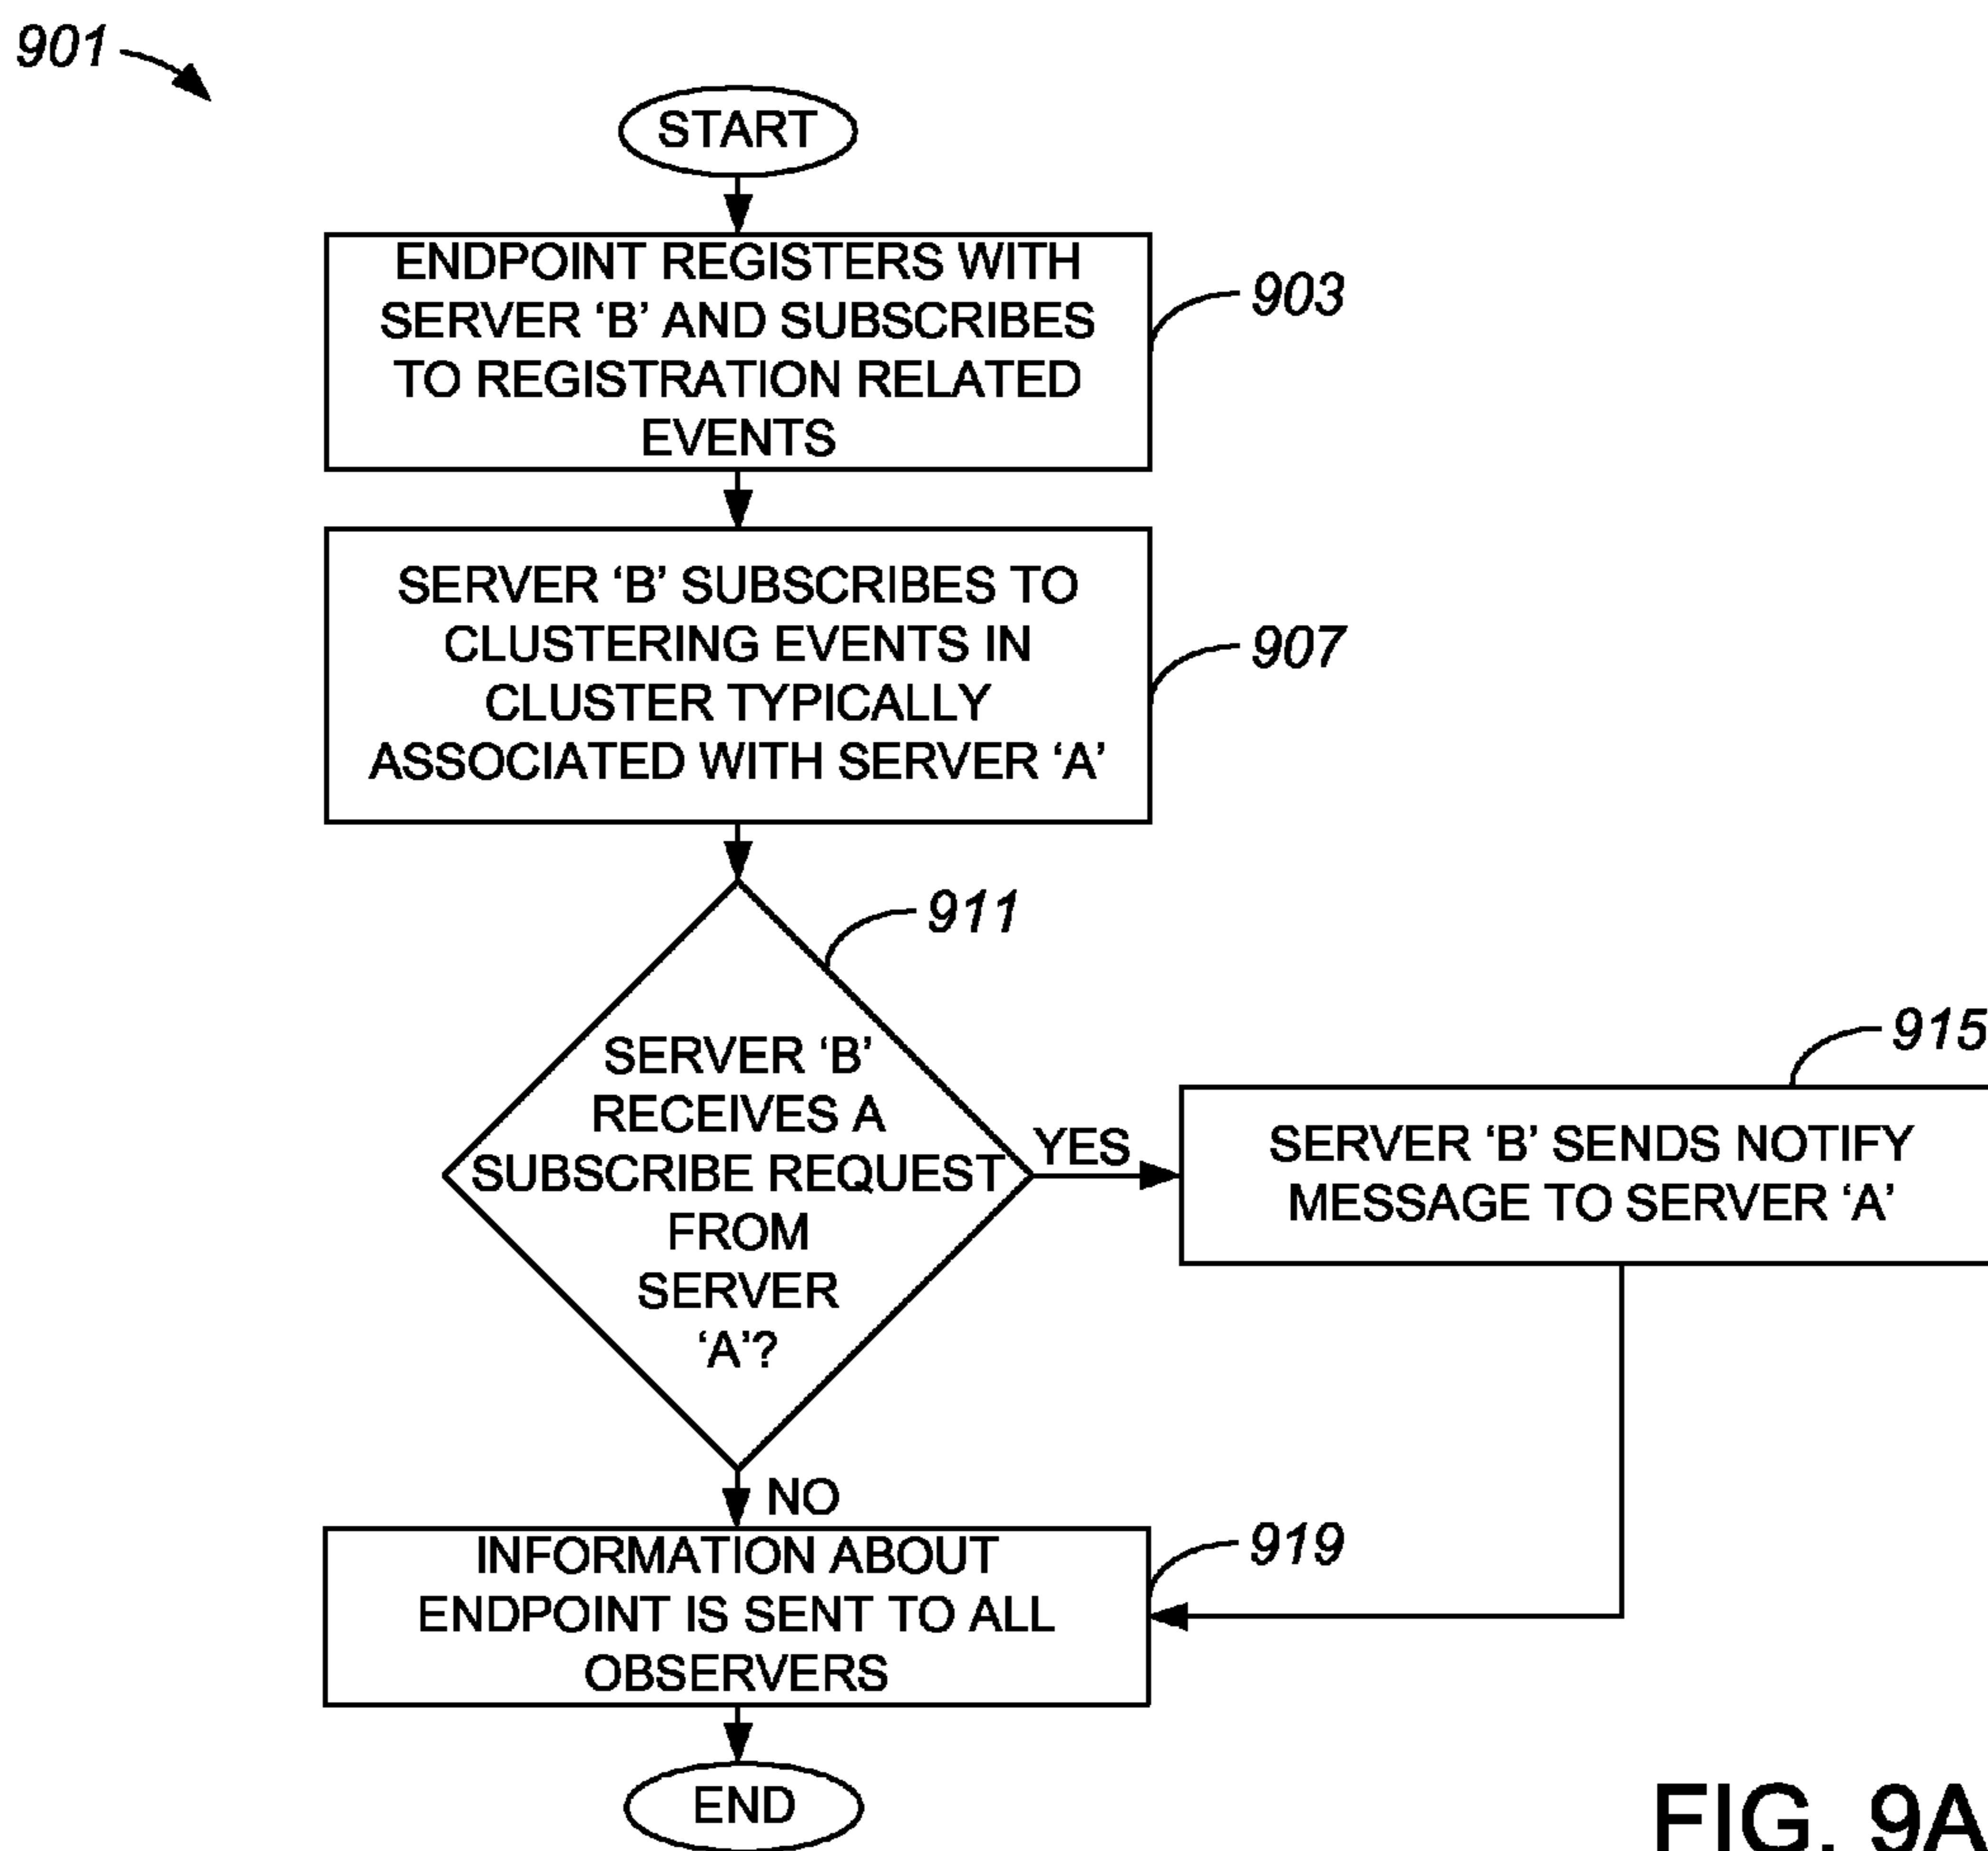 901
START
ENDPOINT REGISTERS WITH
SERVER ‘B’ AND SUBSCRIBES
TO REGISTRATION RELATED
EVENTS
903
SERVER ‘B’ SUBSCRIBES TO
CLUSTERING EVENTS IN
CLUSTER TYPICALLY
ASSOCIATED WITH SERVER ‘A’
907
911
SERVER ‘B’
RECEIVES A
SUBSCRIBE REQUEST
FROM
SERVER
‘A’?
YES
915
SERVER ‘B’ SENDS NOTIFY
MESSAGE TO SERVER ‘A’
NO
INFORMATION ABOUT
ENDPOINT IS SENT TO ALL
OBSERVERS
919
END
FIG. 9A